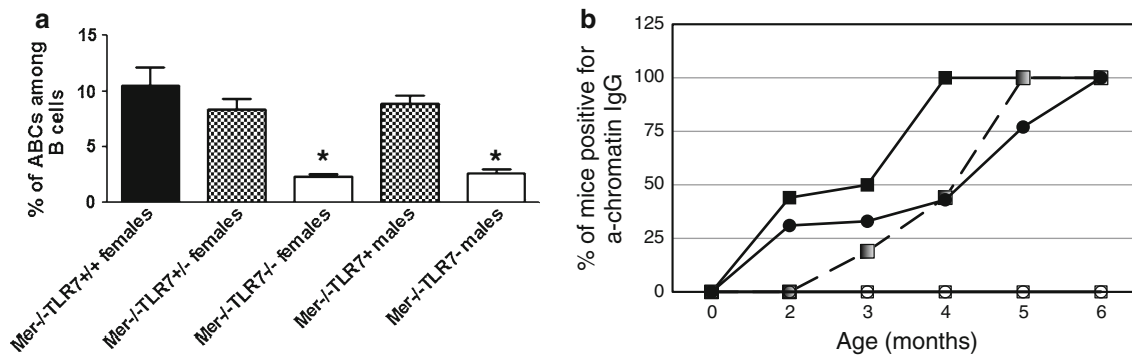 a
% of ABCs among
B cells
15
10
5
0
*
*
Mer-/-TLR7+/+ females
Mer-/-TLR7+/- females
Mer-/-TLR7-/- females
Mer-/-TLR7+ males
Mer-/-TLR7- males
b
% of mice positive for
a-chromatin IgG
125
100
75
50
25
0
0 2 3 4 5 6
Age (months)